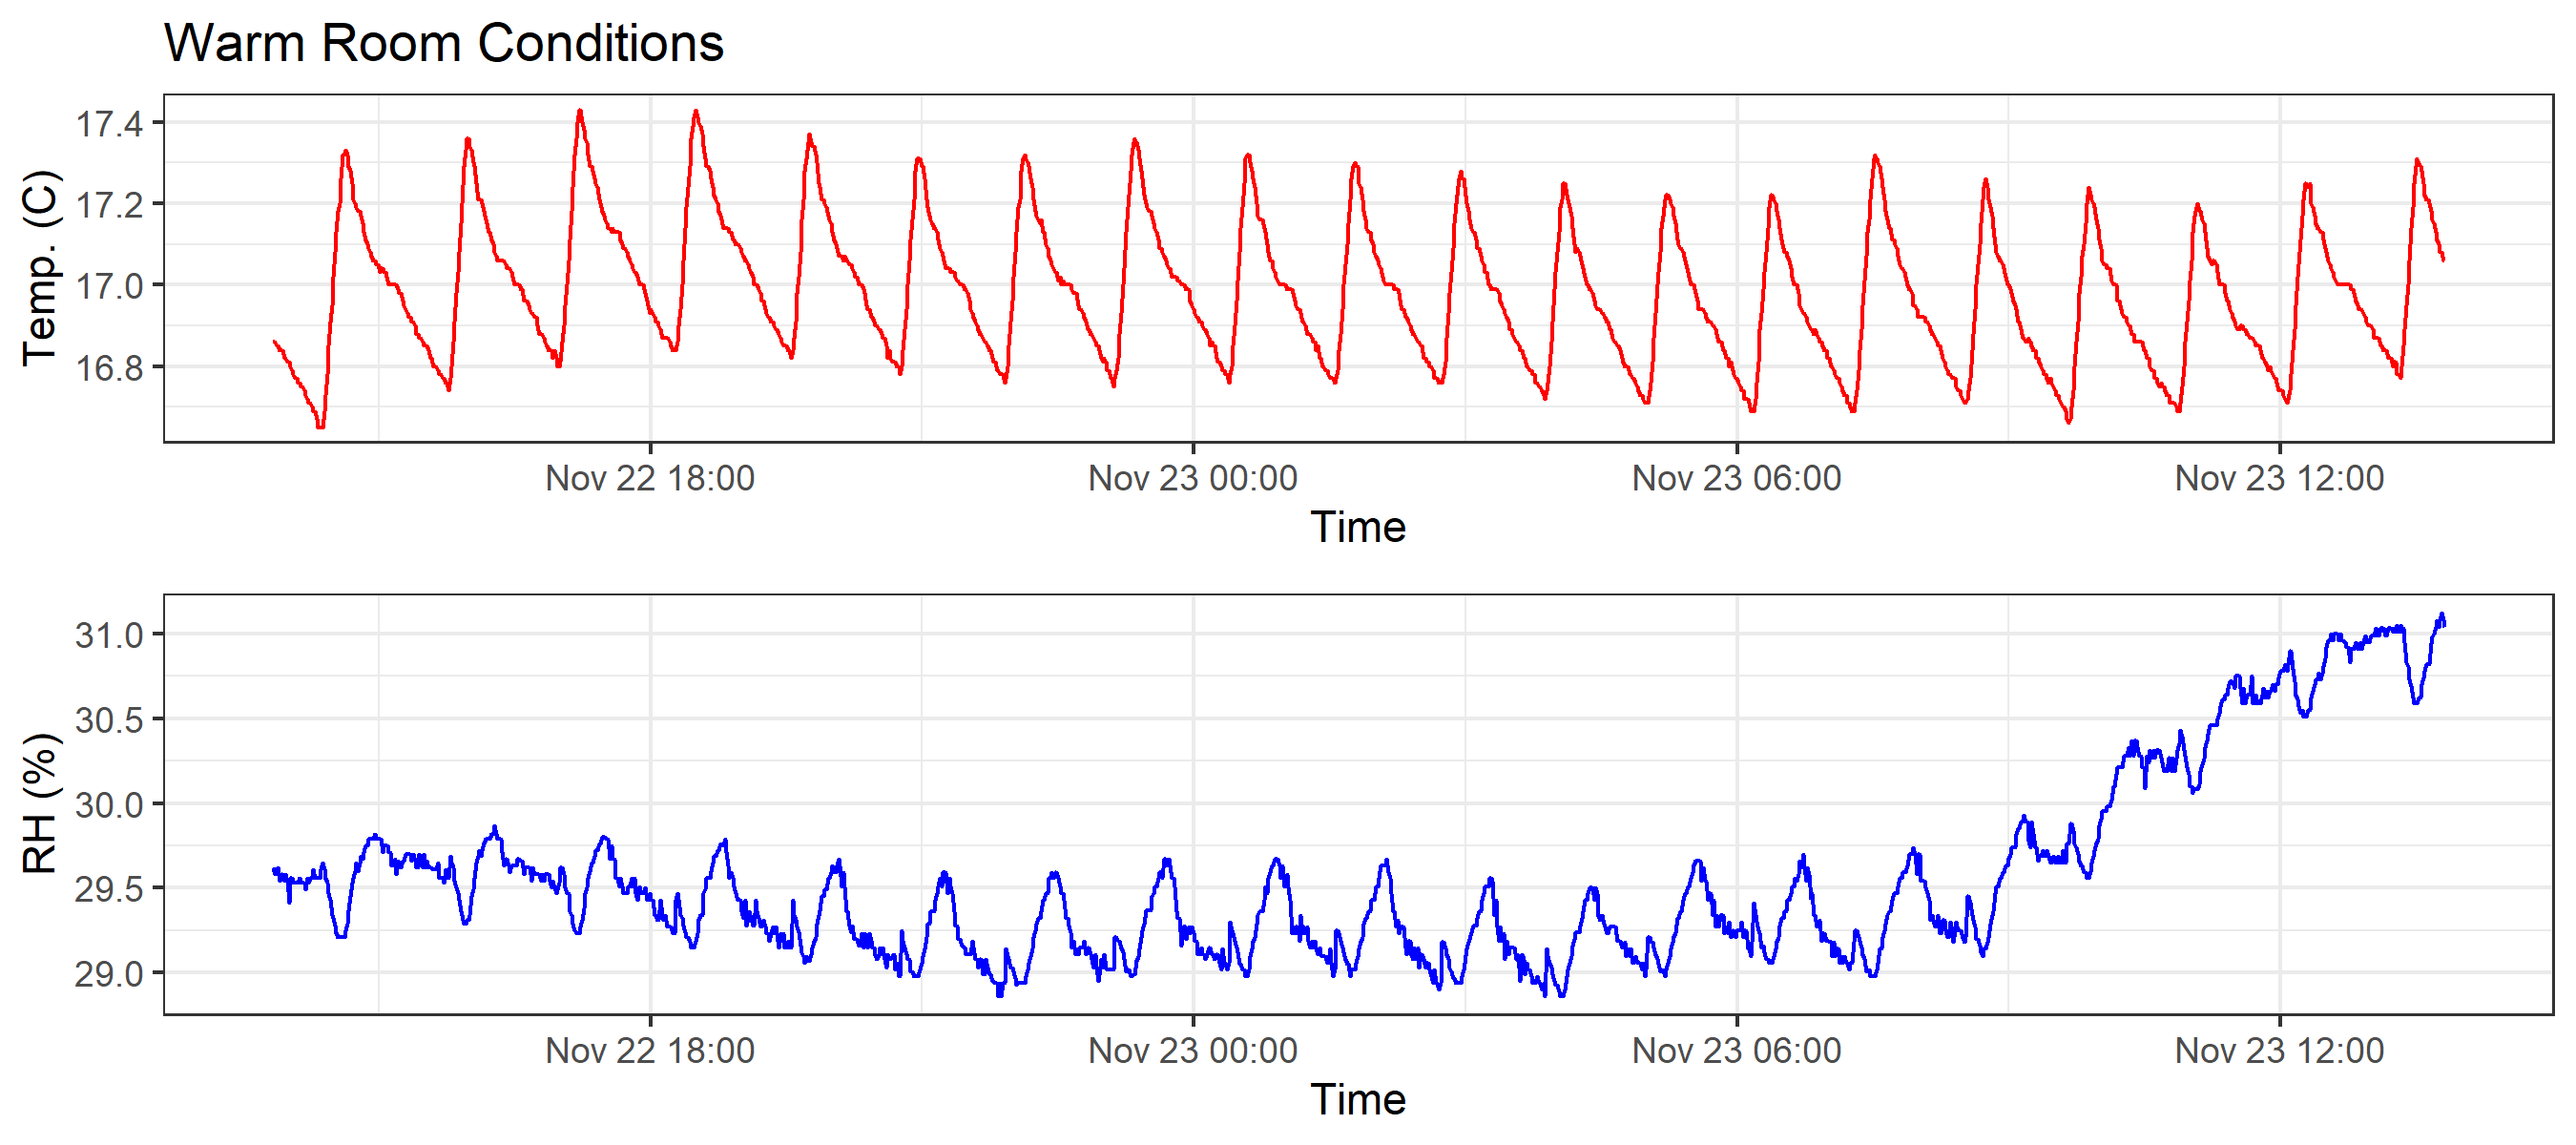 Warm Room Conditions
Temp. (C)
17.4
17.2
17.0
16.8
Nov 22 18:00 Nov 23 00:00 Nov 23 06:00 Nov 23 12:00
Time
RH (%)
31.0
30.5
30.0
29.5
29.0
Nov 22 18:00 Nov 23 00:00 Nov 23 06:00 Nov 23 12:00
Time